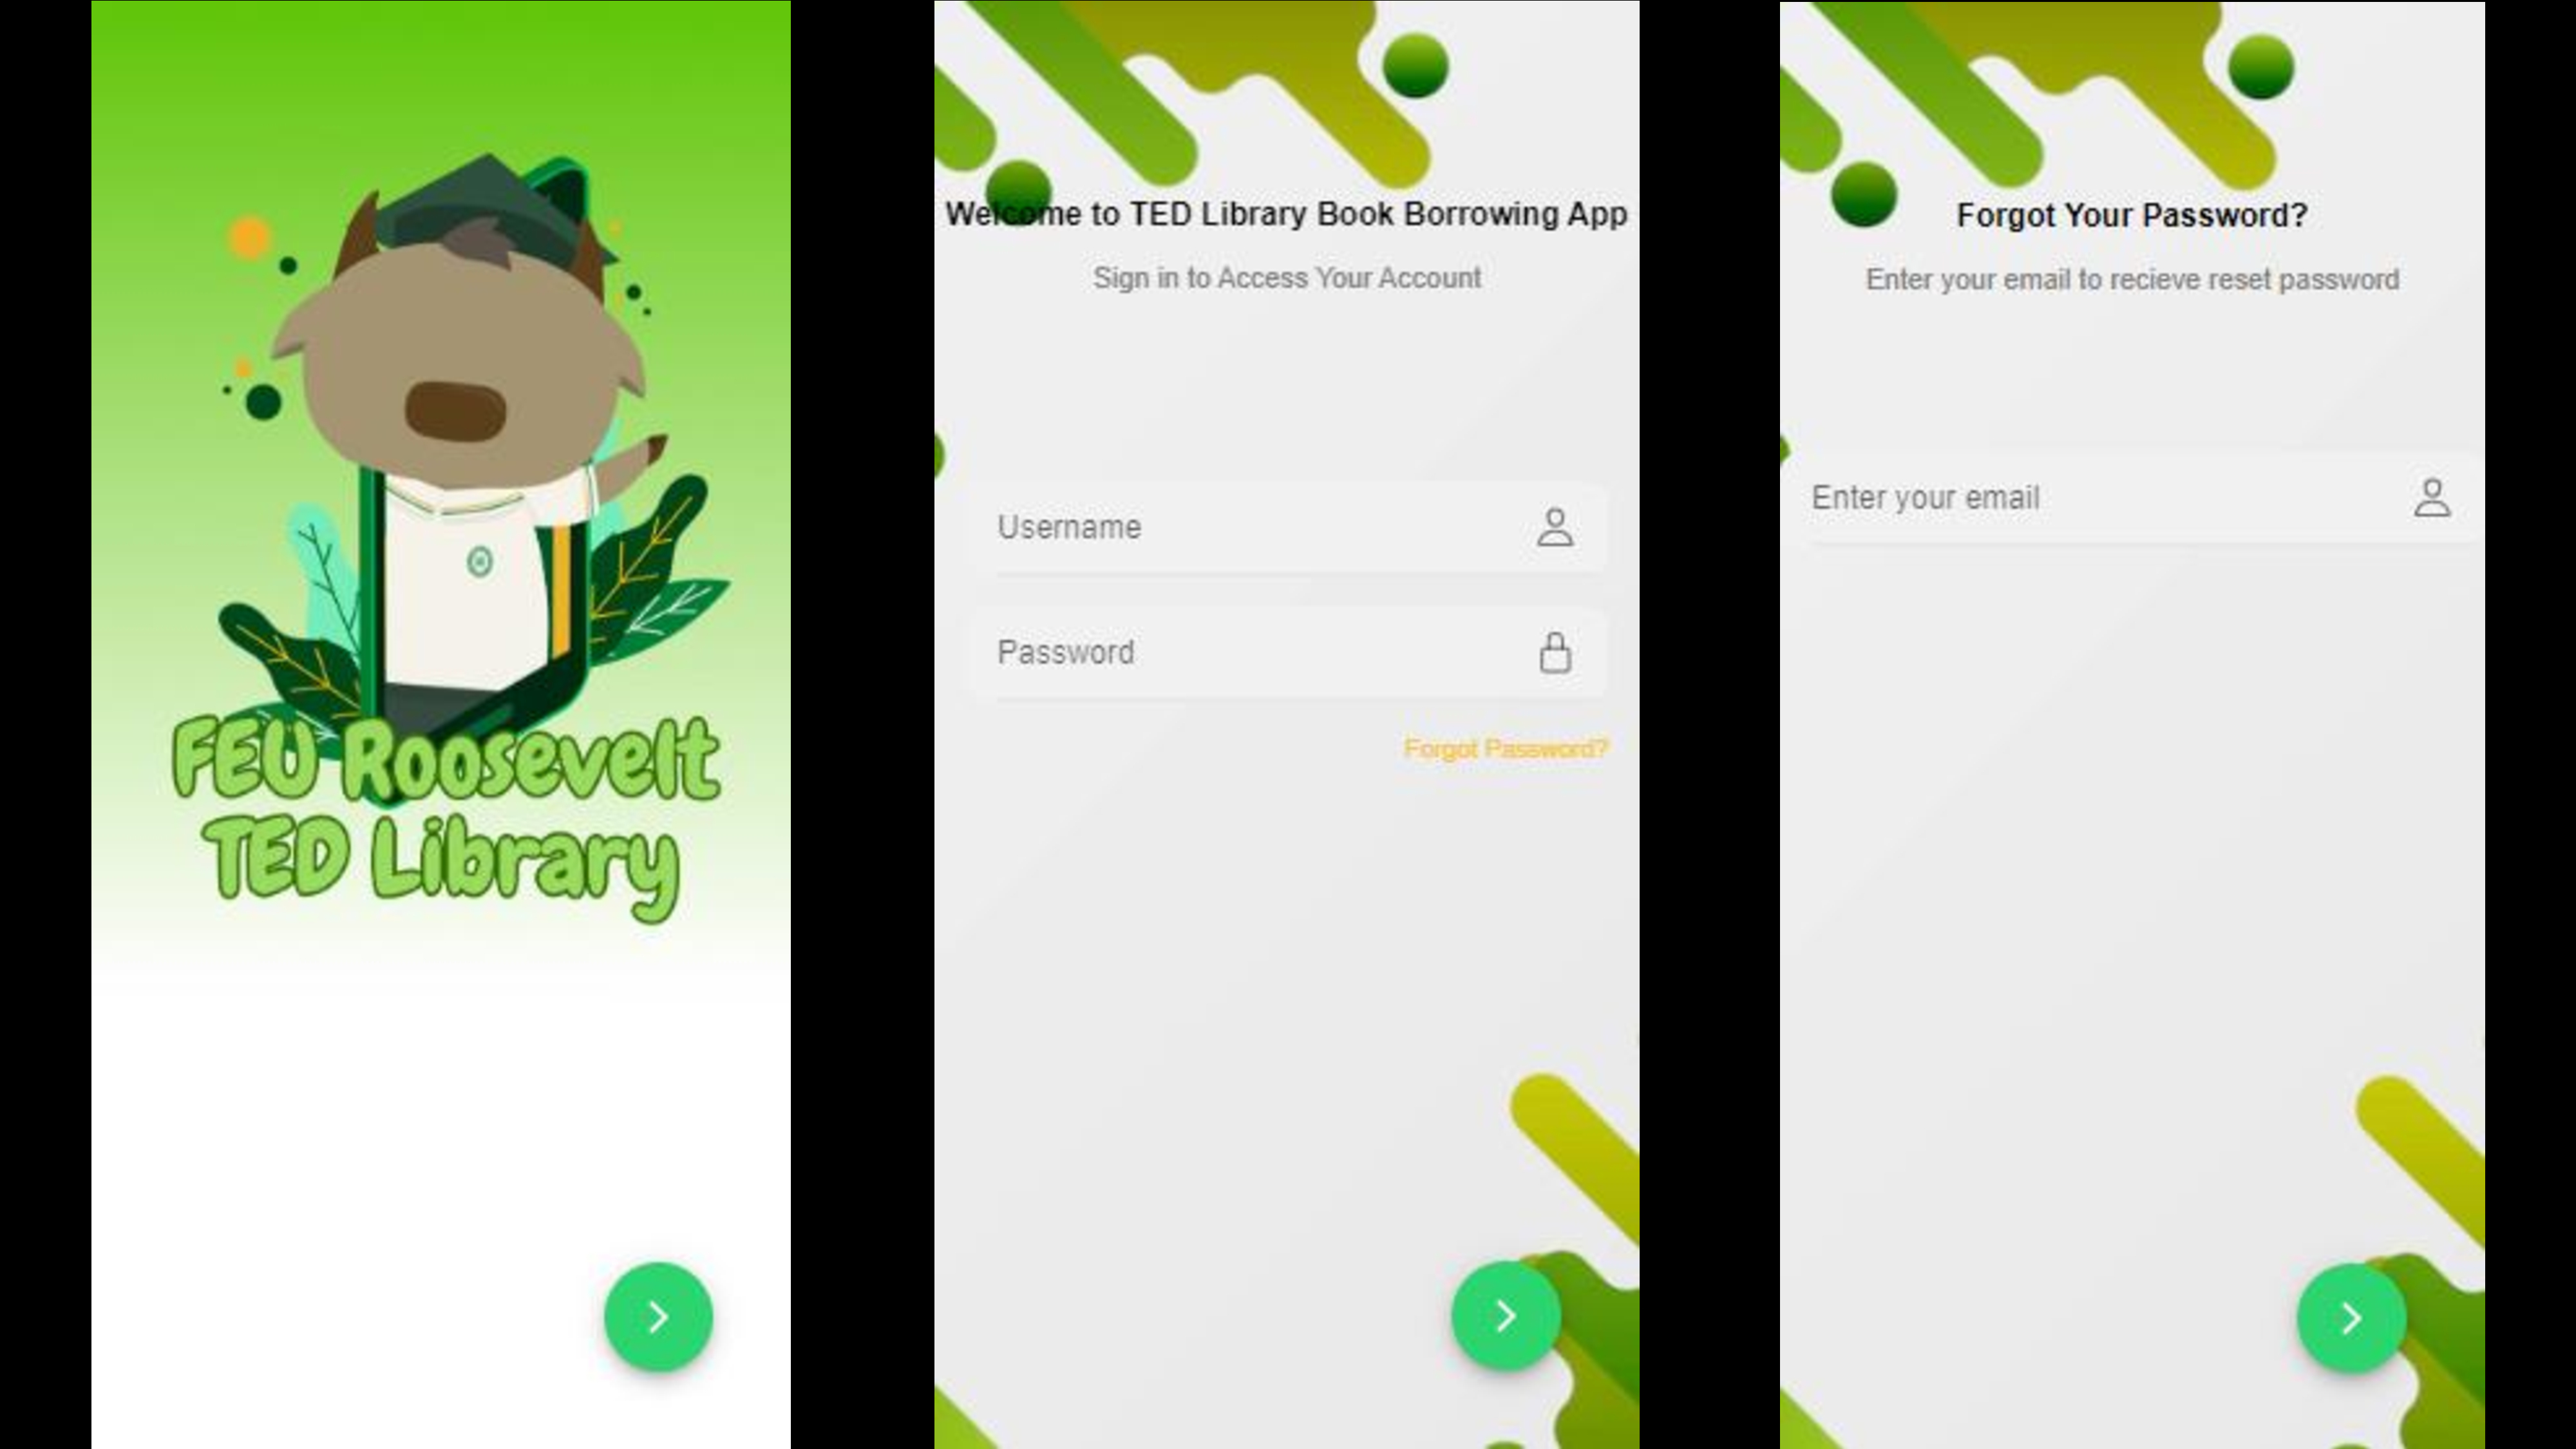 FEU Roosevelt
TED Library
Welcome to TED Library Book Borrowing App
Sign in to Access Your Account
Username
Password
Forgot Password?
Forgot Your Password?
Enter your email to recieve reset password
Enter your email